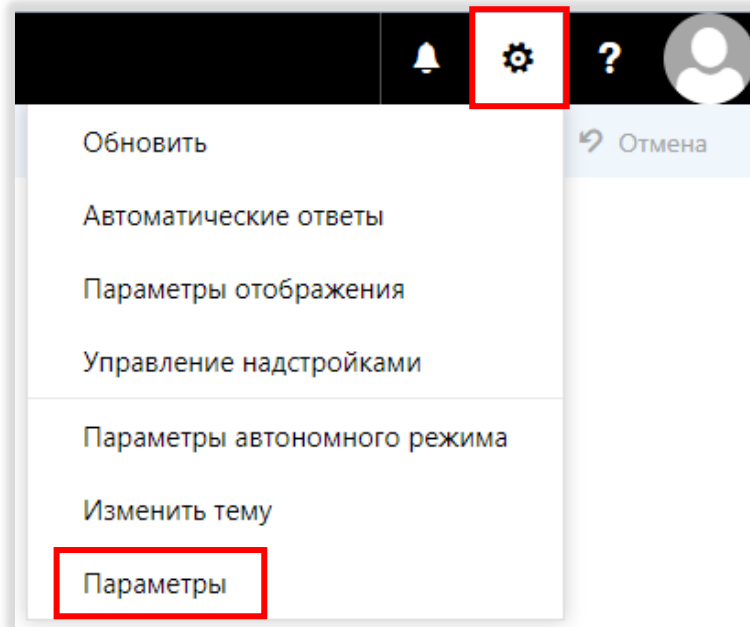 ?
Обновить
Отмена
Автоматические ответы
Параметры отображения
Управление надстройками
Параметры автономного режима
Изменить тему
Параметры